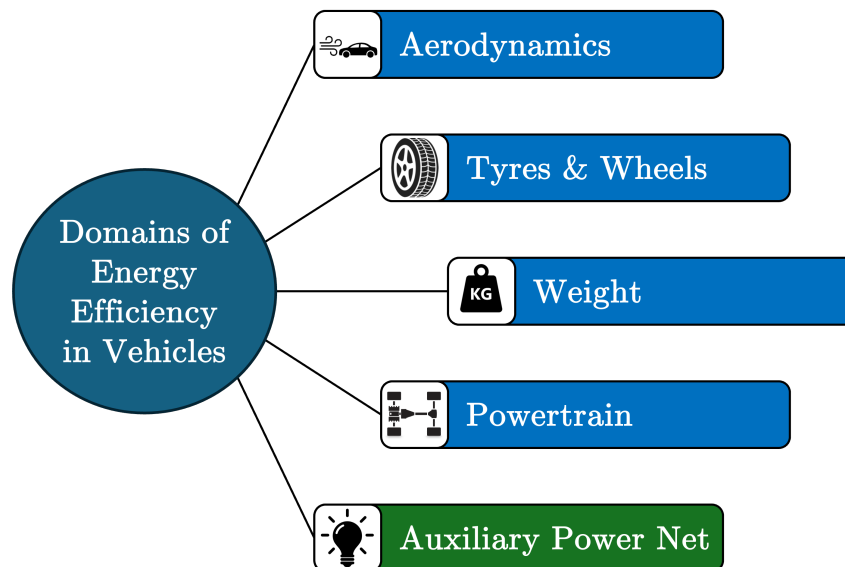 Aerodynamics
Tyres & Wheels
Domains of
Energy
Efficiency
in Vehicles
KG
Weight
Powertrain
Auxiliary Power Net